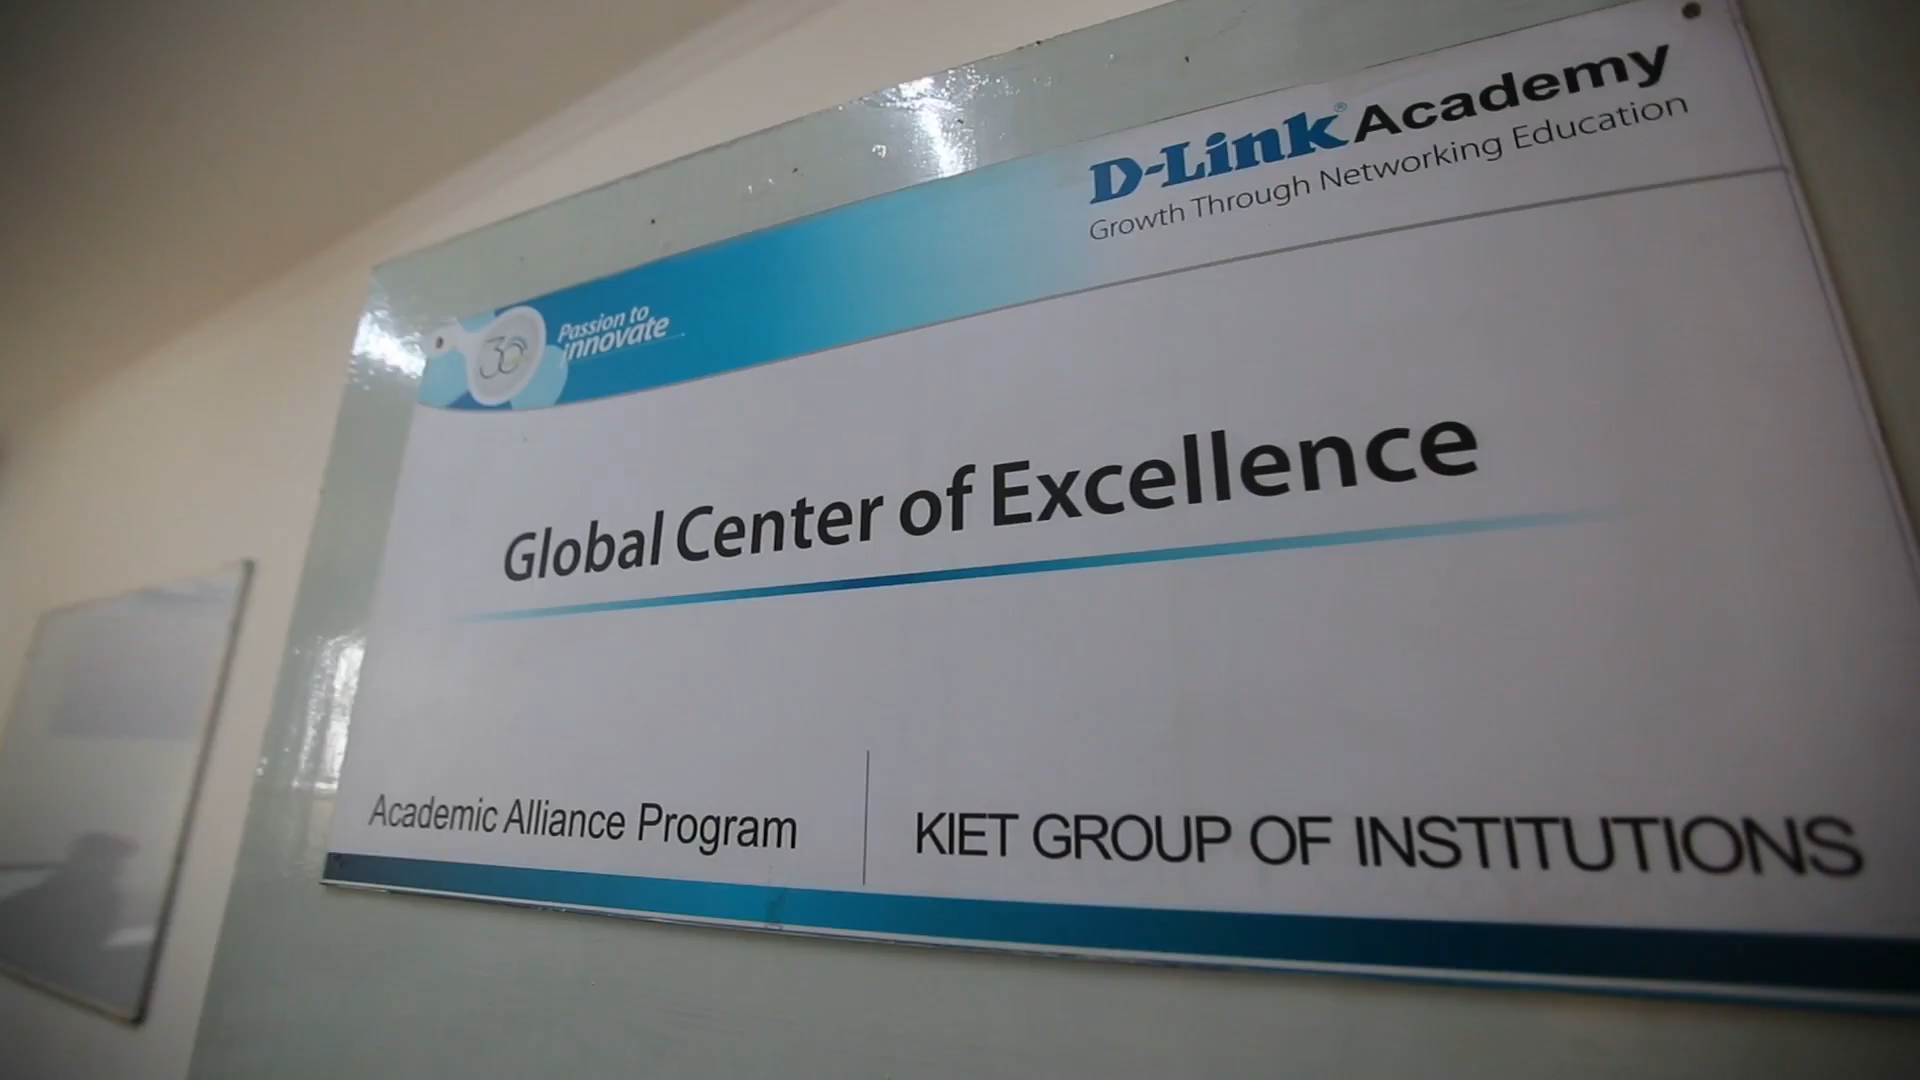 D-Link® Academy
Growth Through Networking Education
30
Passion to
innovate
Global Center of Excellence
Academic Alliance Program
KIET GROUP OF INSTITUTIONS